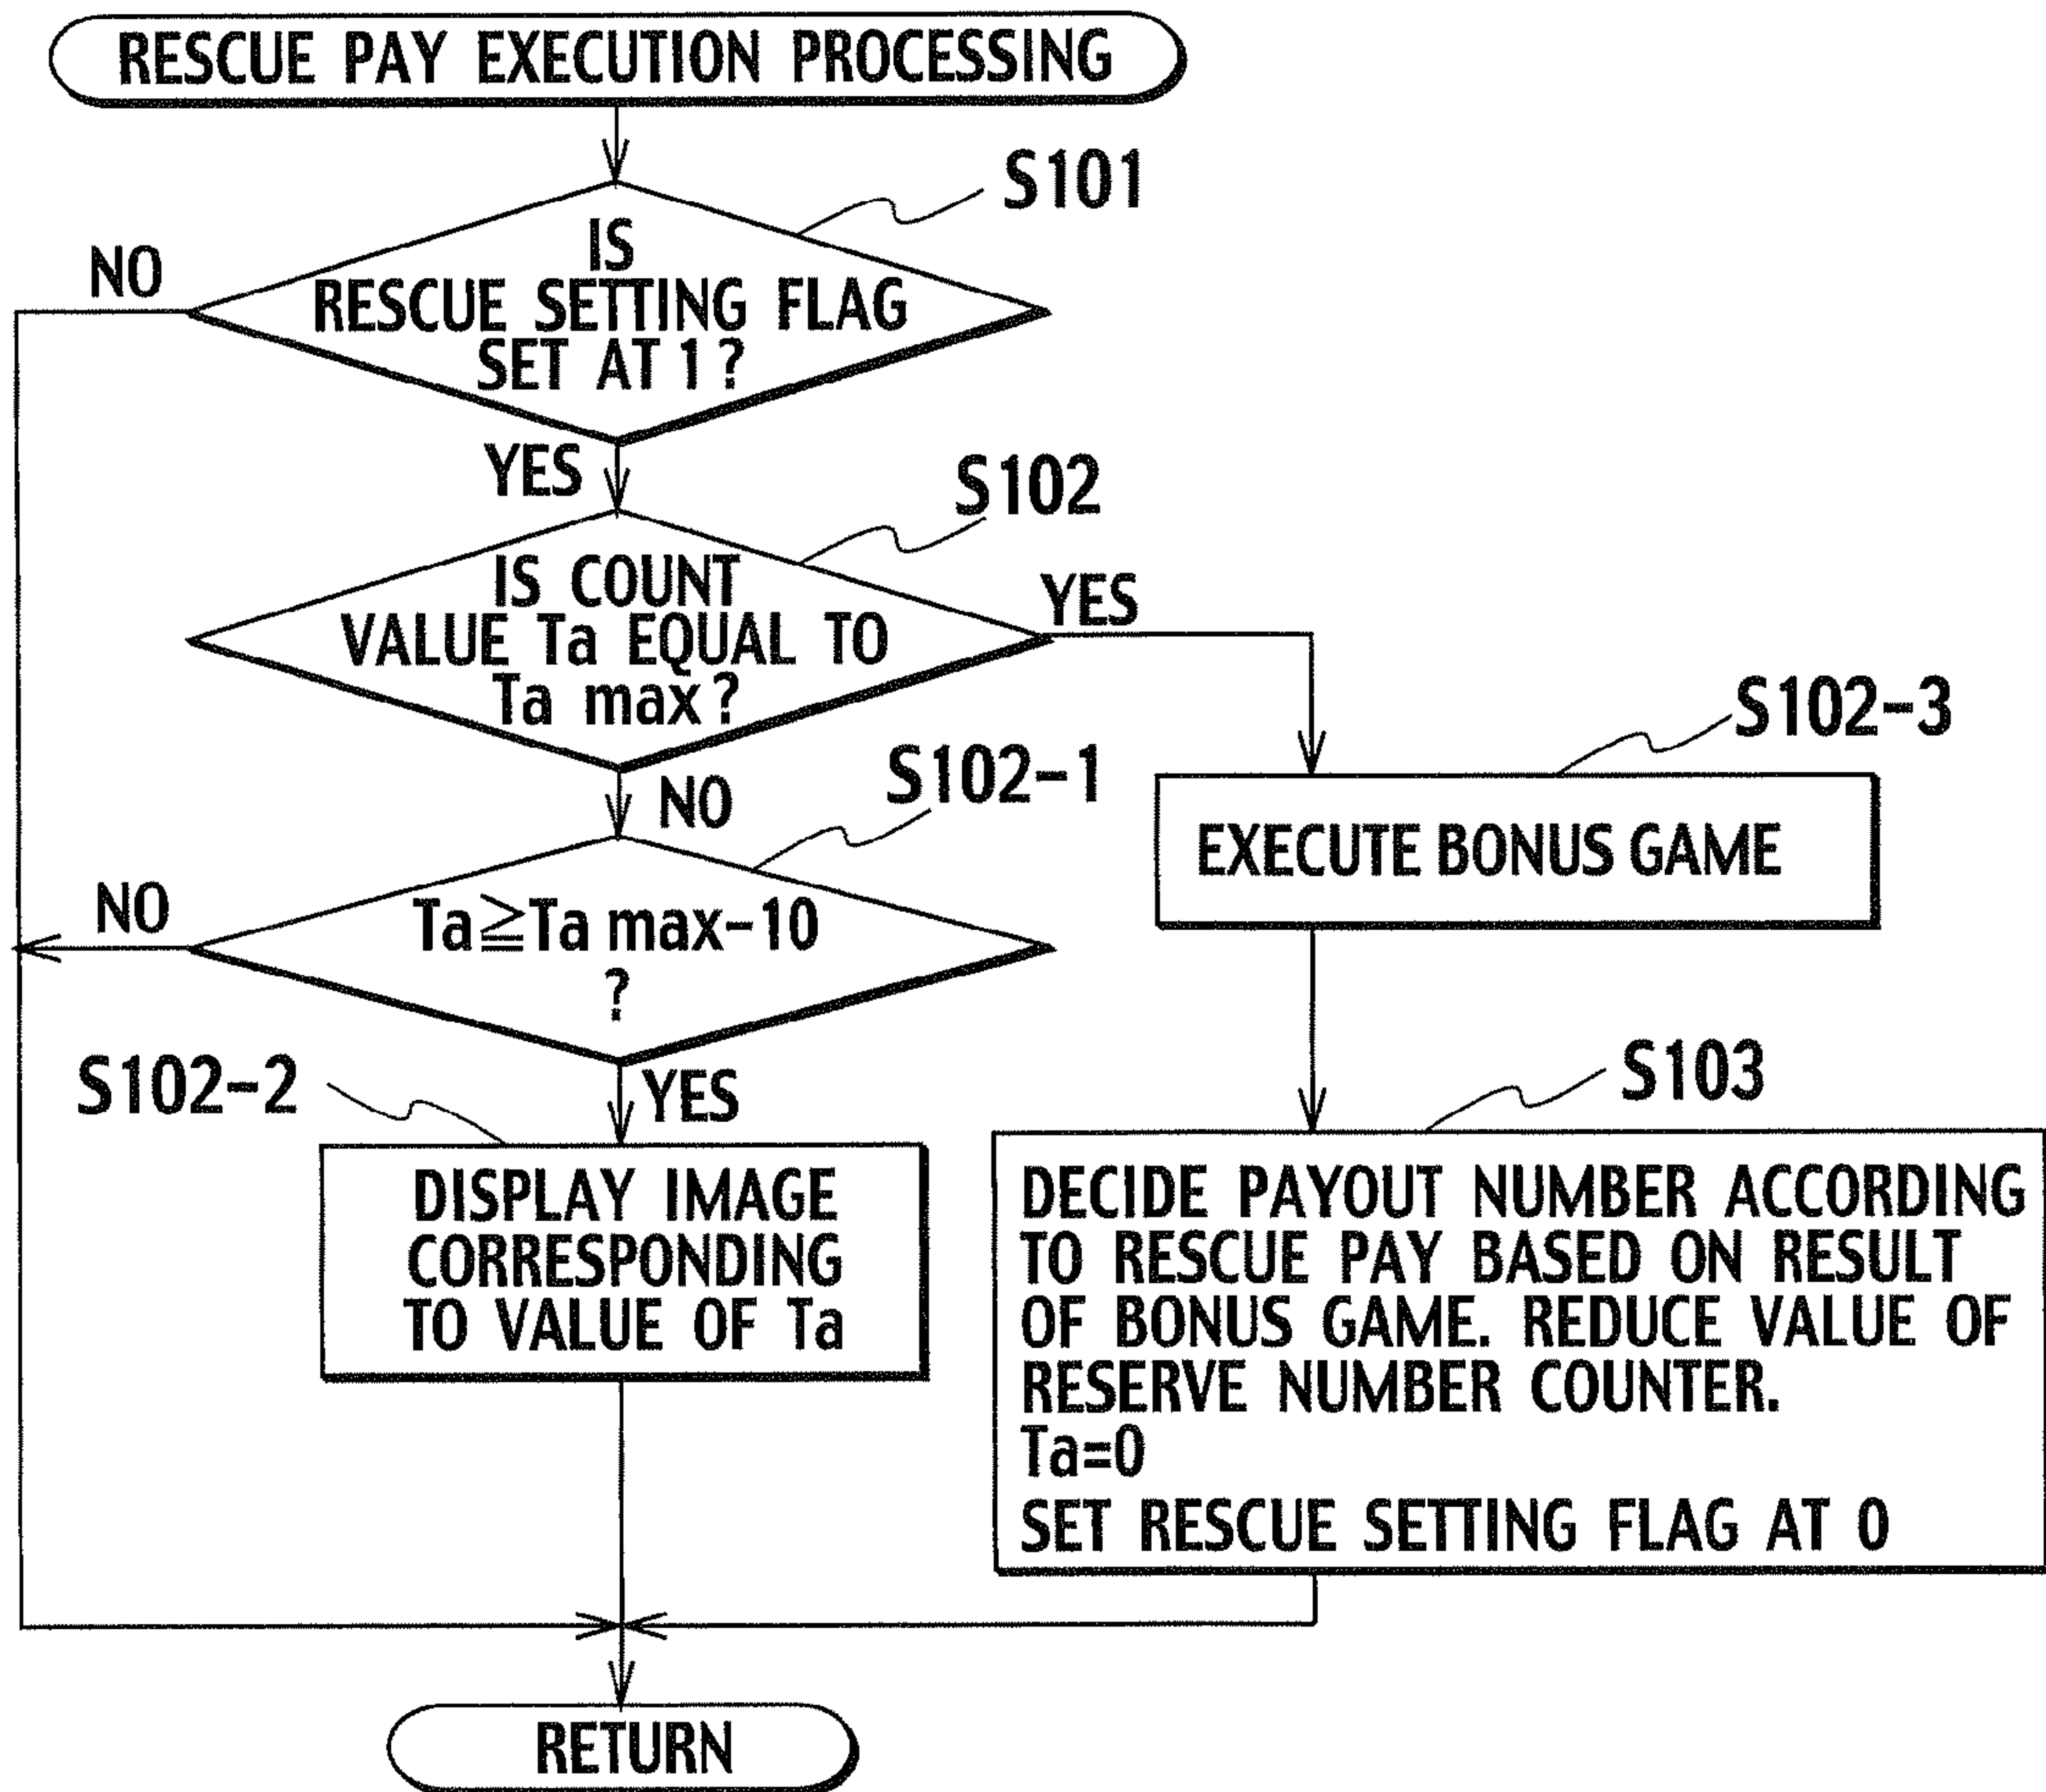 RESCUE PAY EXECUTION PROCESSING
S101
NO
IS
RESCUE SETTING FLAG
SET AT 1?
YES
S102
IS COUNT
VALUE Ta EQUAL TO
Ta max?
YES
NO
S102-1
S102-3
EXECUTE BONUS GAME
NO
Ta≧Ta max-10
?
S102-2
YES
DISPLAY IMAGE
CORRESPONDING
TO VALUE OF Ta
S103
DECIDE PAYOUT NUMBER ACCORDING
TO RESCUE PAY BASED ON RESULT
OF BONUS GAME. REDUCE VALUE OF
RESERVE NUMBER COUNTER.
Ta=0
SET RESCUE SETTING FLAG AT 0
RETURN